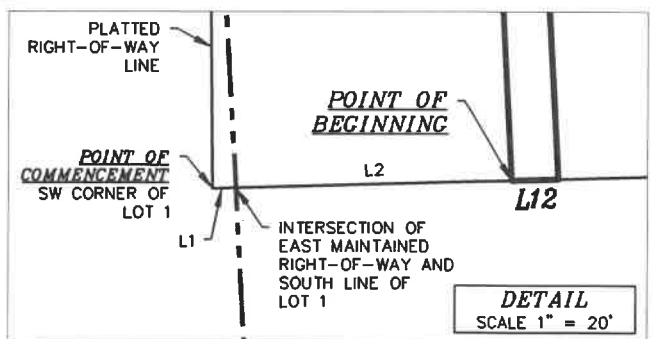 PLATTED
RIGHT-OF-WAY
LINE
POINT OF
BEGINNING
POINT OF
COMMENCEMENT
SW CORNER OF
LOT 1
L1
L2
L12
INTERSECTION OF
EAST MAINTAINED
RIGHT-OF-WAY AND
SOUTH LINE OF
LOT 1
DETAIL
SCALE 1" = 20'